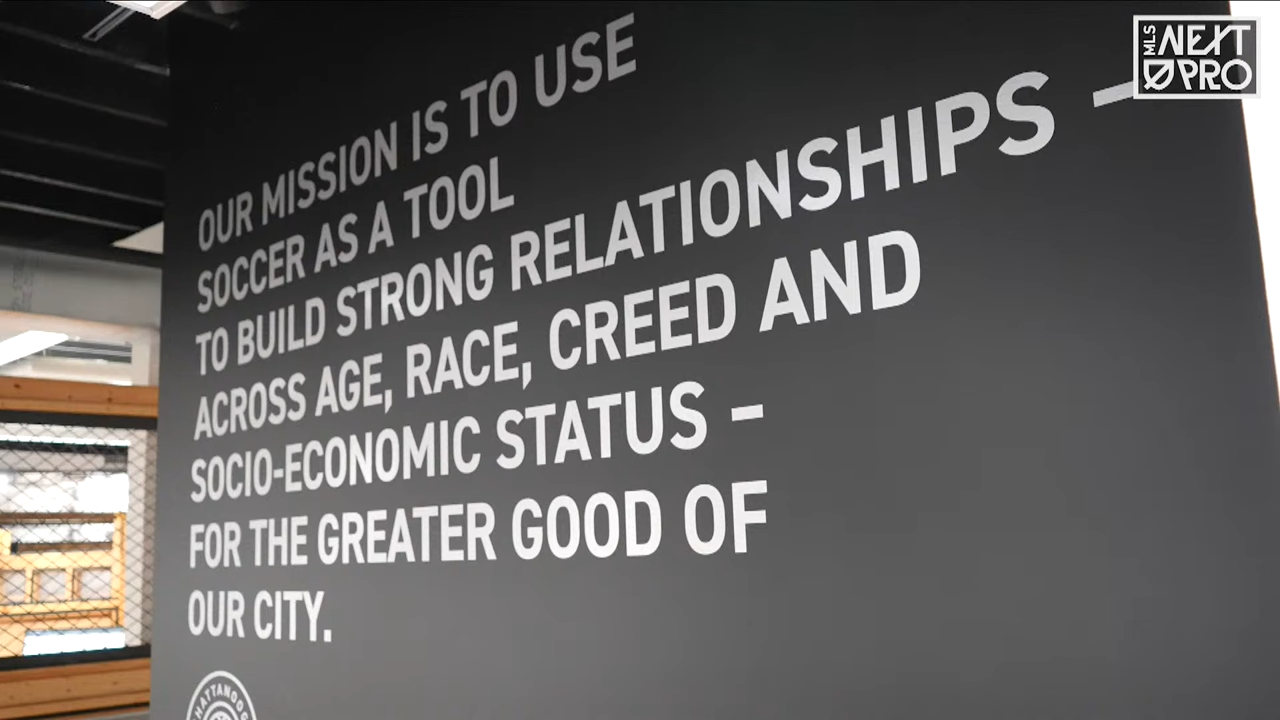 OUR MISSION IS TO USE
SOCCER AS A TOOL
TO BUILD STRONG RELATIONSHIPS –
ACROSS AGE, RACE, CREED AND
SOCIO-ECONOMIC STATUS –
FOR THE GREATER GOOD OF
OUR CITY.
MLS
NEXT
PRO